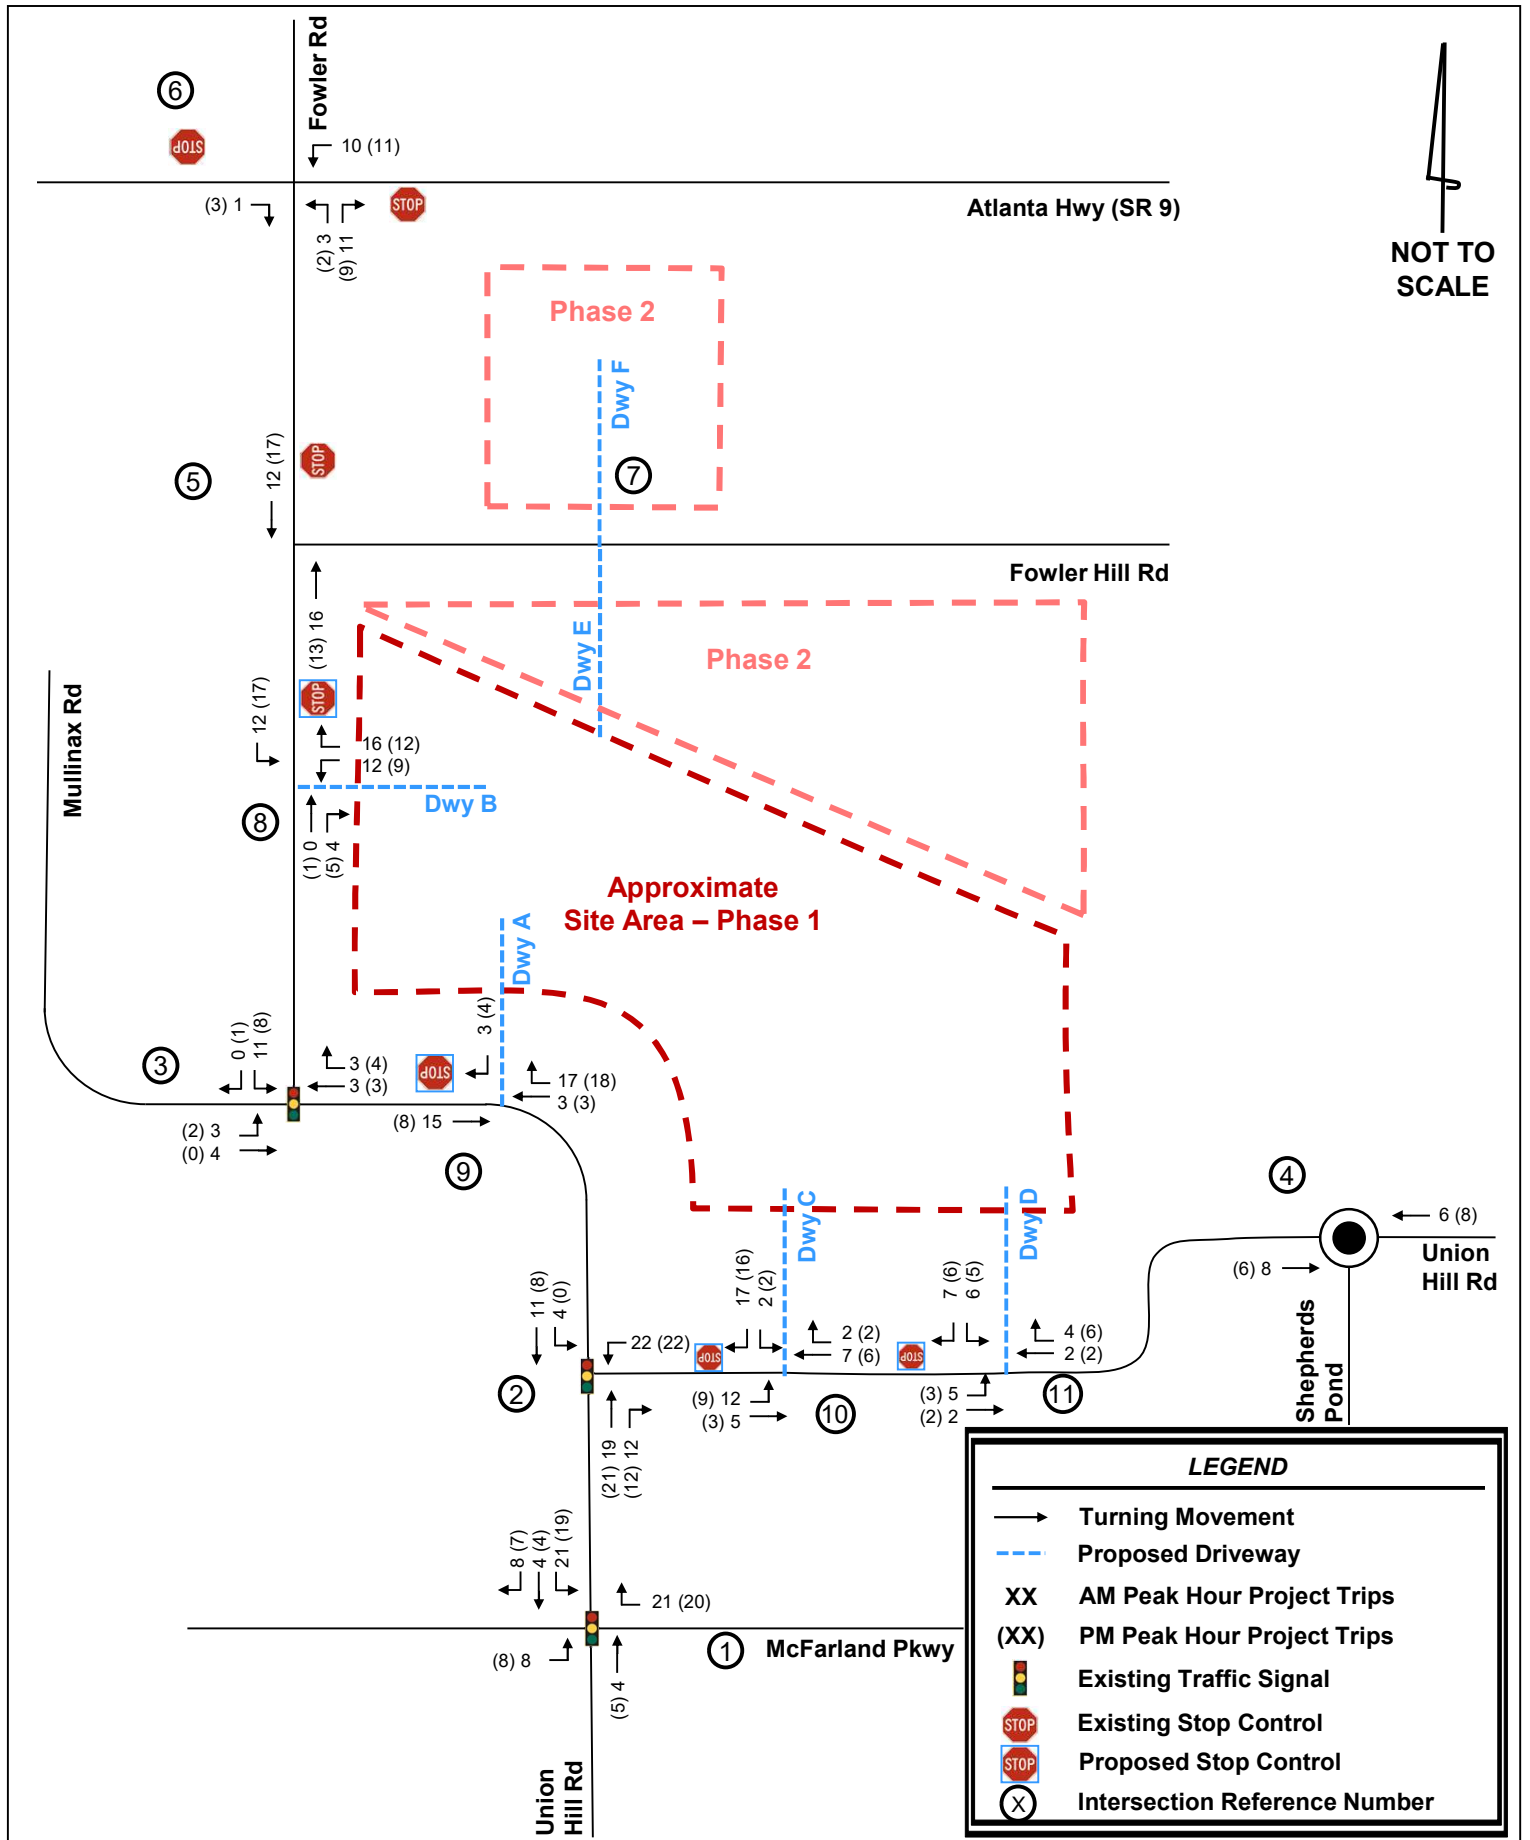 Fowler Rd
6
STOP
10 (11)
(3) 1
STOP
(2) 3
(9) 11
Atlanta Hwy (SR 9)
NOT TO
SCALE
Phase 2
Dwy F
7
12 (17)
STOP
5
Fowler Hill Rd
(13) 16
Dwy E
Phase 2
Mullinax Rd
12 (17)
STOP
16 (12)
12 (9)
Dwy B
8
(1) 0
(5) 4
Approximate
Site Area – Phase 1
Dwy A
3 (4)
3
0 (1)
11 (8)
3 (4)
3 (3)
STOP
17 (18)
3 (3)
(2) 3
(0) 4
(8) 15
9
4
6 (8)
Union
Hill Rd
(6) 8
Shepherds
Pond
Dwy C
Dwy D
11 (8)
4 (0)
22 (22)
STOP
17 (16)
2 (2)
2 (2)
7 (6)
STOP
7 (6)
6 (5)
4 (6)
2 (2)
2
(9) 12
(3) 5
10
(3) 5
(2) 2
11
(21) 19
(12) 12
8 (7)
4 (4)
21 (19)
21 (20)
(8) 8
(5) 4
1
McFarland Pkwy
Union
Hill Rd
LEGEND
Turning Movement
Proposed Driveway
XX AM Peak Hour Project Trips
(XX) PM Peak Hour Project Trips
Existing Traffic Signal
STOP Existing Stop Control
STOP Proposed Stop Control
X Intersection Reference Number